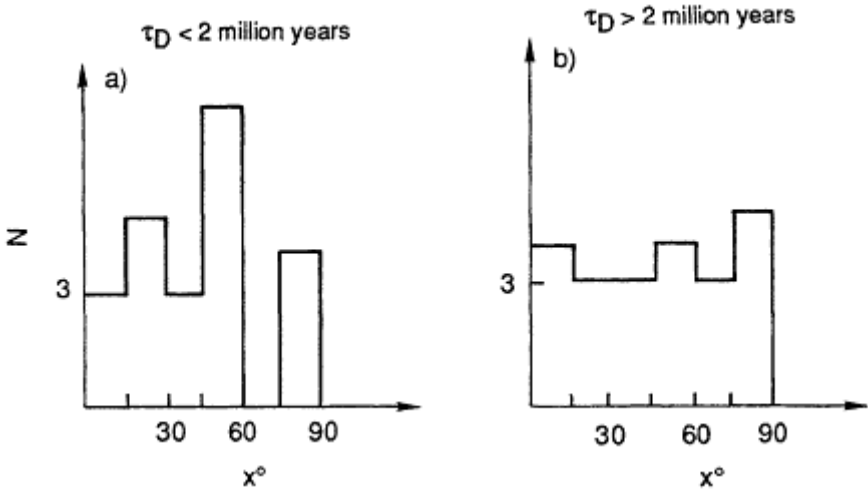 τD < 2 million years
a)
N
3
30 60 90
x°
τD > 2 million years
b)
3
30 60 90
x°